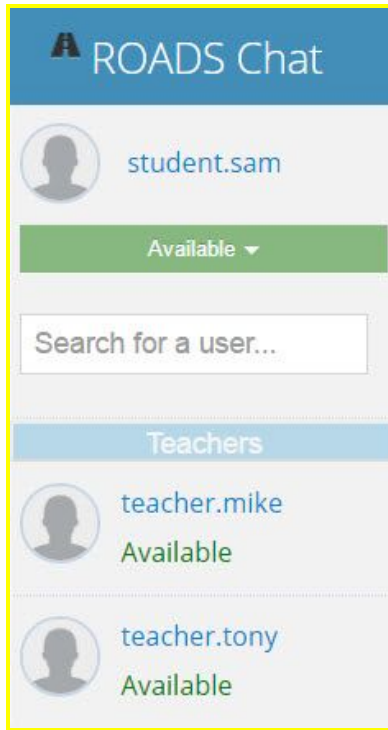 ROADS Chat
student.sam
Available
Search for a user...
Teachers
teacher.mike
Available
teacher.tony
Available